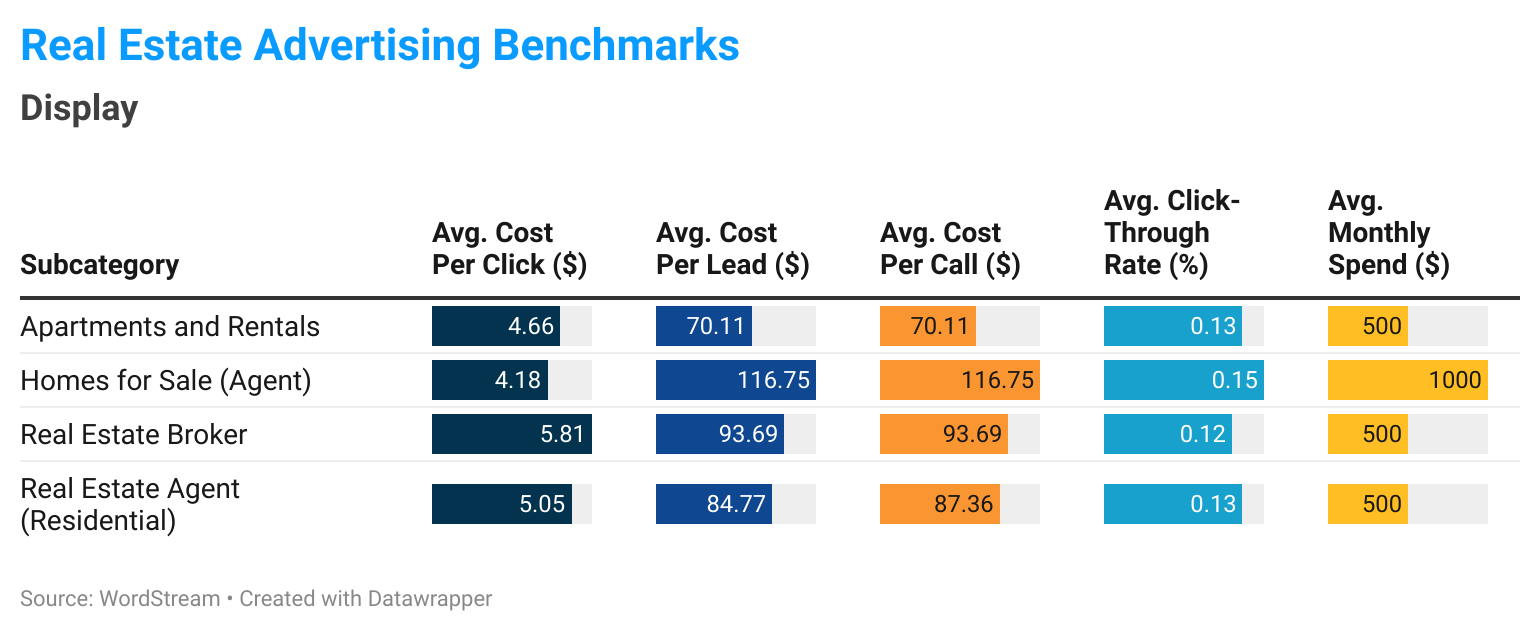 Real Estate Advertising Benchmarks
Display
Subcategory
Avg. Cost
Per Click ($)
Avg. Cost
Per Lead ($)
Avg. Cost
Per Call ($)
Avg. Click-
Through
Rate (%)
Avg.
Monthly
Spend ($)
Apartments and Rentals 4.66 70.11 70.11 0.13 500
Homes for Sale (Agent) 4.18 116.75 116.75 0.15 1000
Real Estate Broker 5.81 93.69 93.69 0.12 500
Real Estate Agent
(Residential) 5.05 84.77 87.36 0.13 500
Source: WordStream • Created with Datawrapper